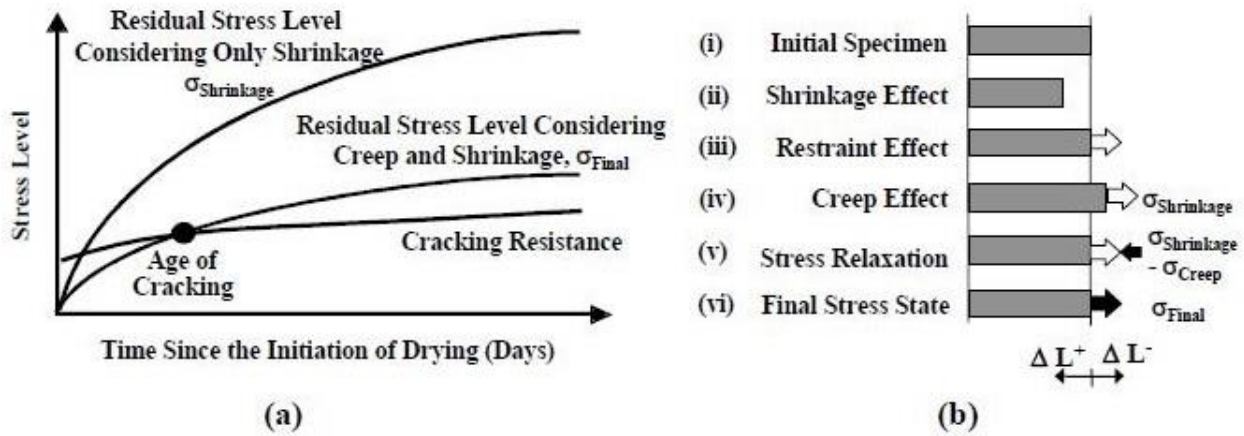 Residual Stress Level
Considering Only Shrinkage
σShrinkage
Residual Stress Level Considering
Creep and Shrinkage, σFinal
Cracking Resistance
Age of
Cracking
Stress Level
Time Since the Initiation of Drying (Days)
(a)
(i) Initial Specimen
(ii) Shrinkage Effect
(iii) Restraint Effect
(iv) Creep Effect σShrinkage
(v) Stress Relaxation σShrinkage
- σCreep
(vi) Final Stress State σFinal
Δ L+ Δ L-
(b)